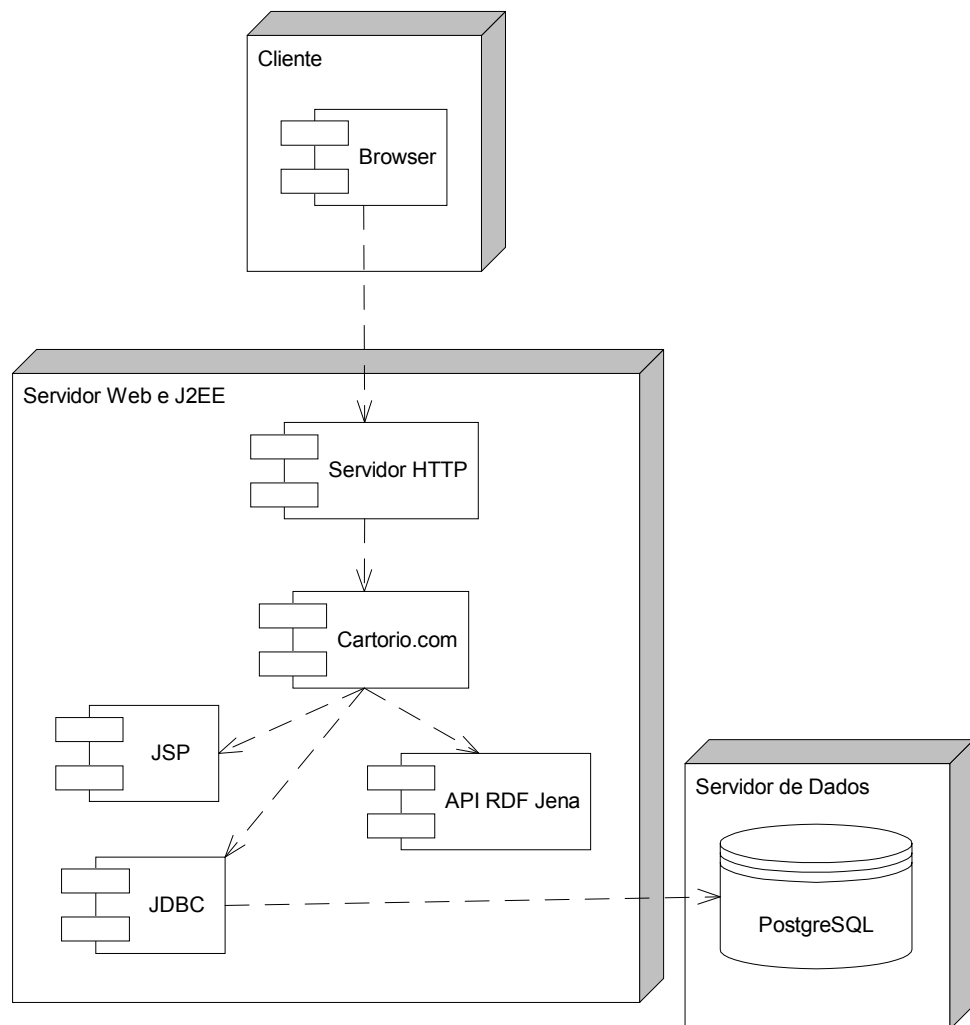 Cliente
Browser
Servidor Web e J2EE
Servidor HTTP
Cartorio.com
JSP
API RDF Jena
Servidor de Dados
JDBC
PostgreSQL